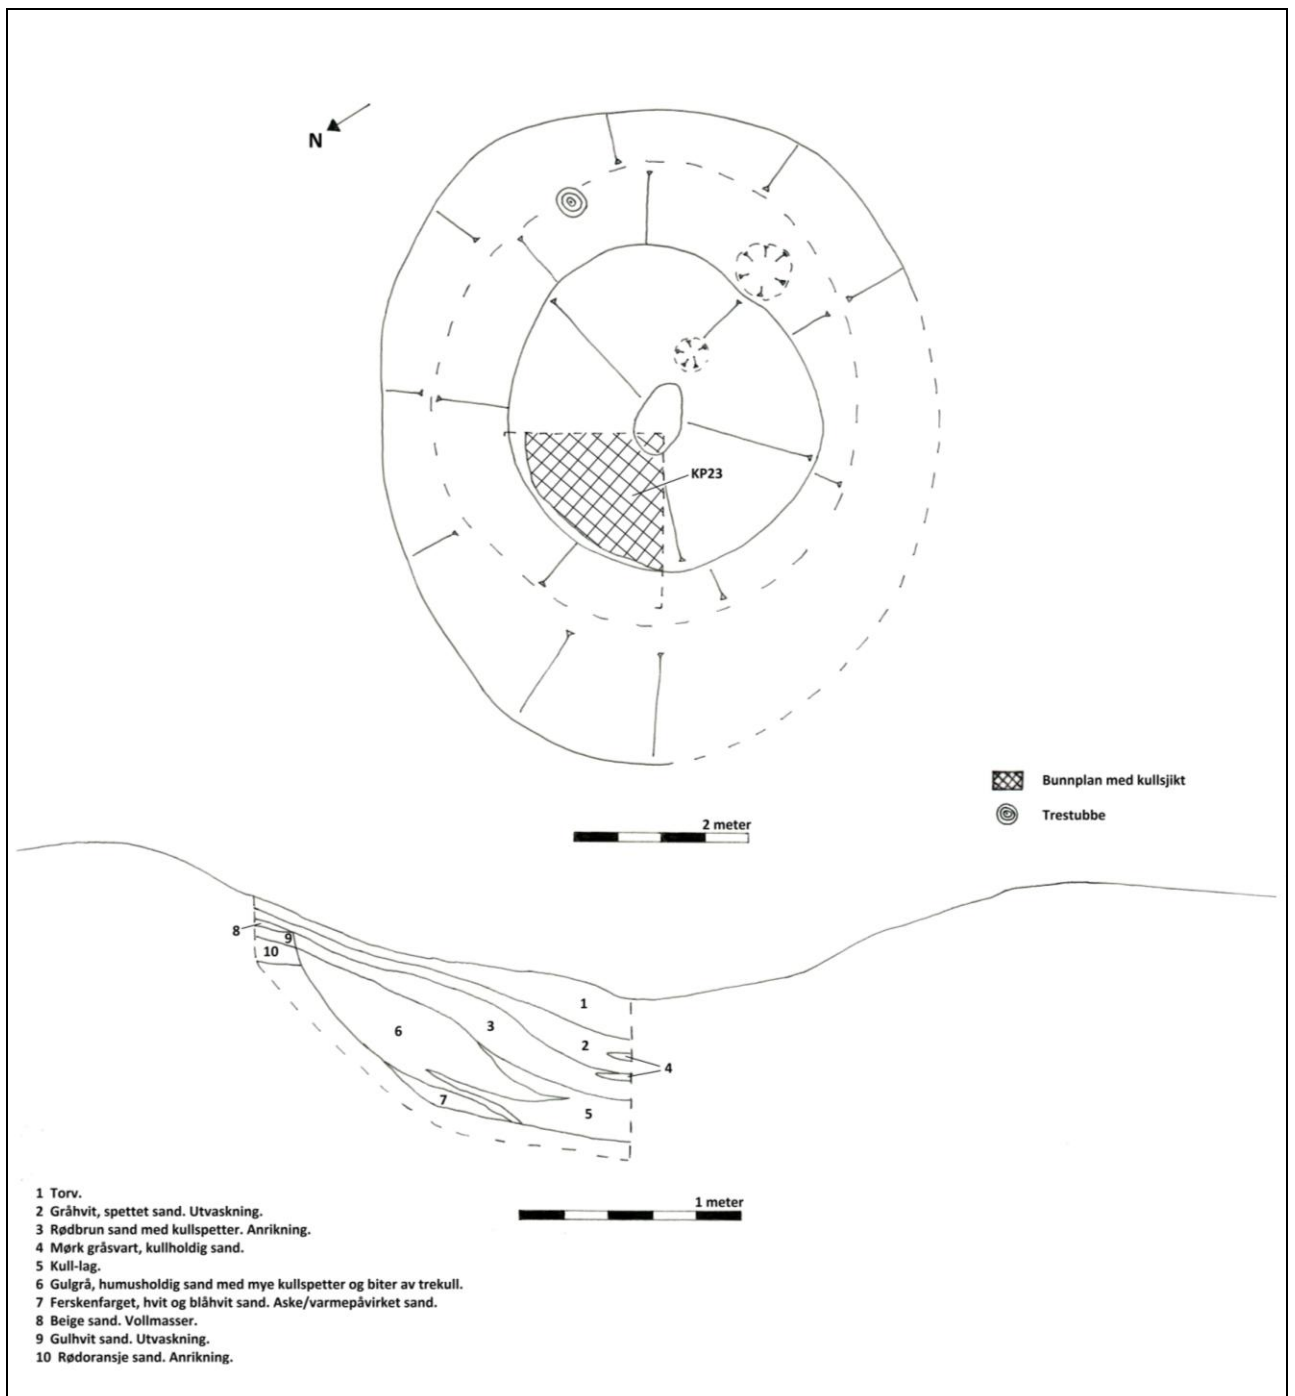 N
KP23
Bunnplan med kullsjikt
Trestubbe
2 meter
8
9
10
1
6
3
2
4
7
5
1 meter
1 Torv.
2 Gråhvit, spettet sand. Utvaskning.
3 Rødbrun sand med kullspetter. Anrikning.
4 Mørk gråsvart, kullholdig sand.
5 Kull-lag.
6 Gulgrå, humusholdig sand med mye kullspetter og biter av trekull.
7 Ferskenfarget, hvit og blåhvit sand. Aske/varmepåvirket sand.
8 Beige sand. Vollmasser.
9 Gulhvit sand. Utvaskning.
10 Rødoransje sand. Anrikning.